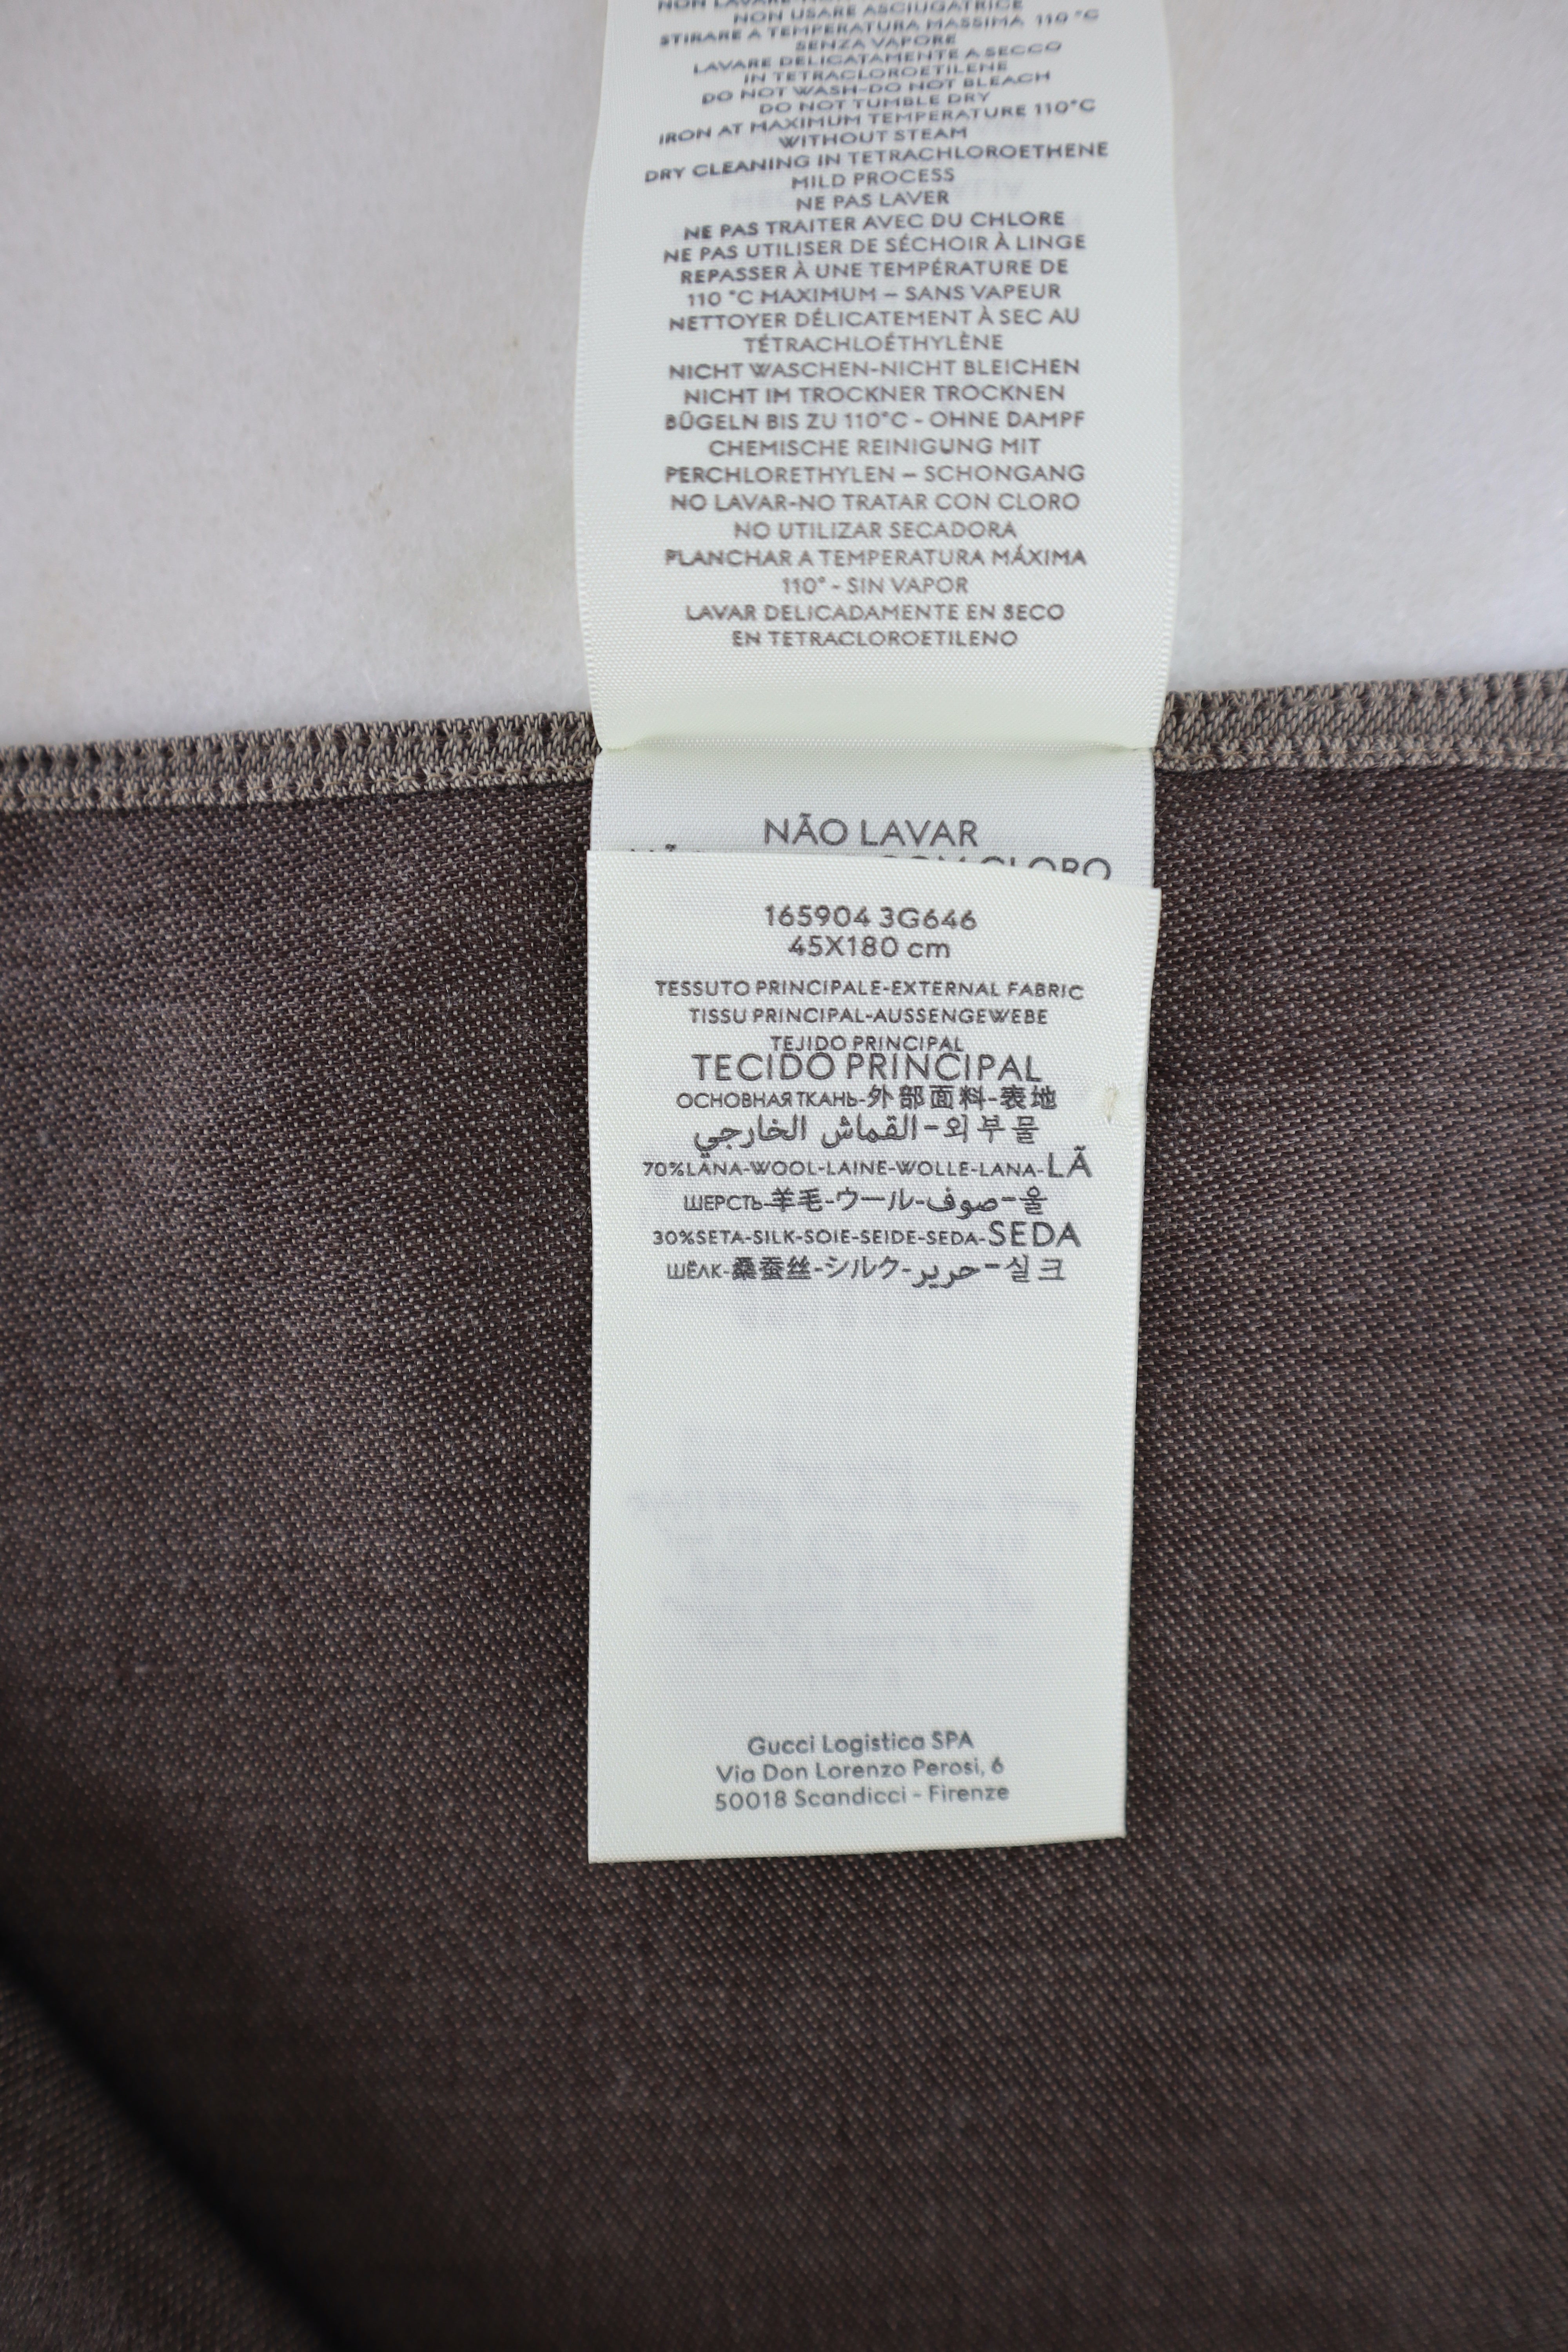 NON USARE ASCIUGATRICE
STIRARE A TEMPERATURA MASSIMA 110 °C
SENZA VAPORE
LAVARE DELICATAMENTE A SECCO
IN TETRACLOROETILENE
DO NOT WASH-DO NOT BLEACH
DO NOT TUMBLE DRY
IRON AT MAXIMUM TEMPERATURE 110°C
WITHOUT STEAM
DRY CLEANING IN TETRACHLOROETHENE
MILD PROCESS
NE PAS LAVER
NE PAS TRAITER AVEC DU CHLORE
NE PAS UTILISER DE SÉCHOIR À LINGE
REPASSER À UNE TEMPÉRATURE DE
110 °C MAXIMUM – SANS VAPEUR
NETTOYER DÉLICATEMENT À SEC AU
TÉTRACHLOÉTHYLÈNE
NICHT WASCHEN-NICHT BLEICHEN
NICHT IM TROCKNER TROCKNEN
BÜGELN BIS ZU 110°C - OHNE DAMPF
CHEMISCHE REINIGUNG MIT
PERCHLORETHYLEN – SCHONGANG
NO LAVAR-NO TRATAR CON CLORO
NO UTILIZAR SECADORA
PLANCHAR A TEMPERATURA MÁXIMA
110° - SIN VAPOR
LAVAR DELICADAMENTE EN SECO
EN TETRACLOROETILENO
NÃO LAVAR
CLORO
165904 3G646
45X180 cm
TESSUTO PRINCIPALE-EXTERNAL FABRIC
TISSU PRINCIPAL-AUSSENGEWEBE
TEJIDO PRINCIPAL
TECIDO PRINCIPAL
ОСНОВНАЯ ТКАНЬ-外部面料-表地
القماش الخارجي-외부물
70%LANA-WOOL-LAINE-WOLLE-LANA-LÃ
ШЕРСТЬ-羊毛-ウール-صوف-울
30%SETA-SILK-SOIE-SEIDE-SEDA-SEDA
ШЁЛК-桑蚕丝-シルク-حرير-실크
Gucci Logistica SPA
Via Don Lorenzo Perosi, 6
50018 Scandicci - Firenze